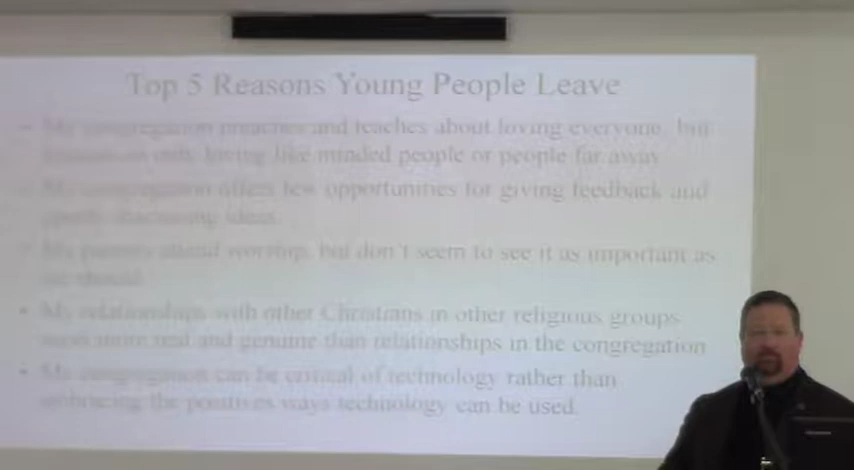 Top 5 Reasons Young People Leave
My congregation preaches and teaches about loving everyone, but
only loving like minded people or people far away
My congregation offers few opportunities for giving feedback and
discussing ideas.
My parents attend worship, but don't seem to see it as important as
should
My relationships with other Christians in other religious groups
seem more real and genuine than relationships in the congregation
My congregation can be critical of technology rather than
embracing the positives ways technology can be used.